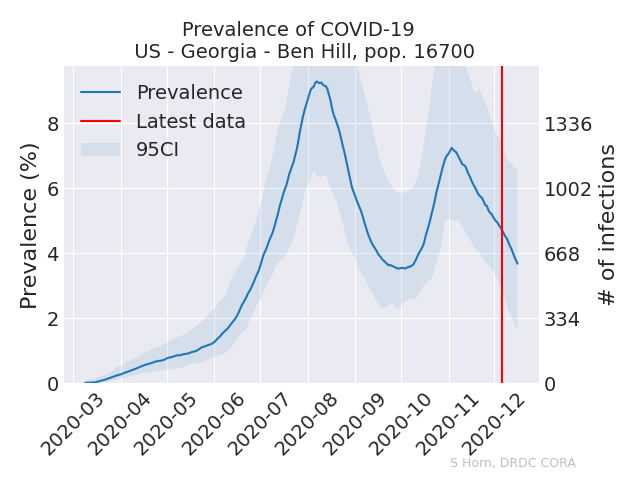 Prevalence of COVID-19
US - Georgia - Ben Hill, pop. 16700
Prevalence
Latest data
95CI
Prevalence (%)
8
6
4
2
0
1336
1002
668
334
0
# of infections
2020-03
2020-04
2020-05
2020-06
2020-07
2020-08
2020-09
2020-10
2020-11
2020-12
S Horn, DRDC CORA